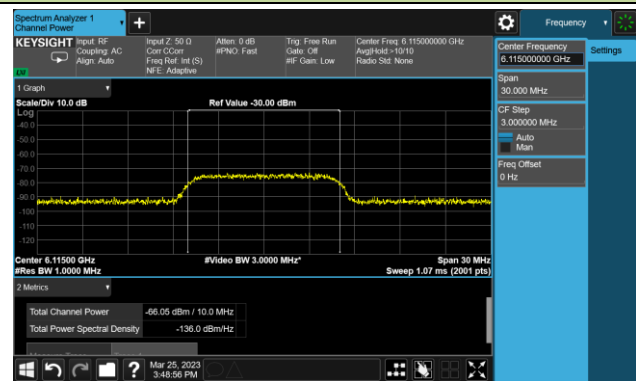 Spectrum Analyzer 1
Channel Power
Frequency
KEYSIGHT
Input: RF
Coupling: AC
Align: Auto
Input Z: 50 Ω
Corr CCorr
Freq Ref: Int (S)
NFE: Adaptive
Atten: 0 dB
#PNO: Fast
Trig: Free Run
Gate: Off
#IF Gain: Low
Center Freq: 6.115000000 GHz
Avg|Hold:>10/10
Radio Std: None
Center Frequency
6.115000000 GHz
Settings
Span
30.000 MHz
CF Step
3.000000 MHz
Auto
Man
Freq Offset
0 Hz
1 Graph
Scale/Div 10.0 dB
Ref Value -30.00 dBm
Log
-40.0
-50.0
-60.0
-70.0
-80.0
-90.0
-100
-110
-120
Center 6.11500 GHz
#Video BW 3.0000 MHz*
Span 30 MHz
#Res BW 1.0000 MHz
Sweep 1.07 ms (2001 pts)
2 Metrics
Total Channel Power -66.05 dBm / 10.0 MHz
Total Power Spectral Density -136.0 dBm/Hz
Mar 25, 2023
3:48:56 PM